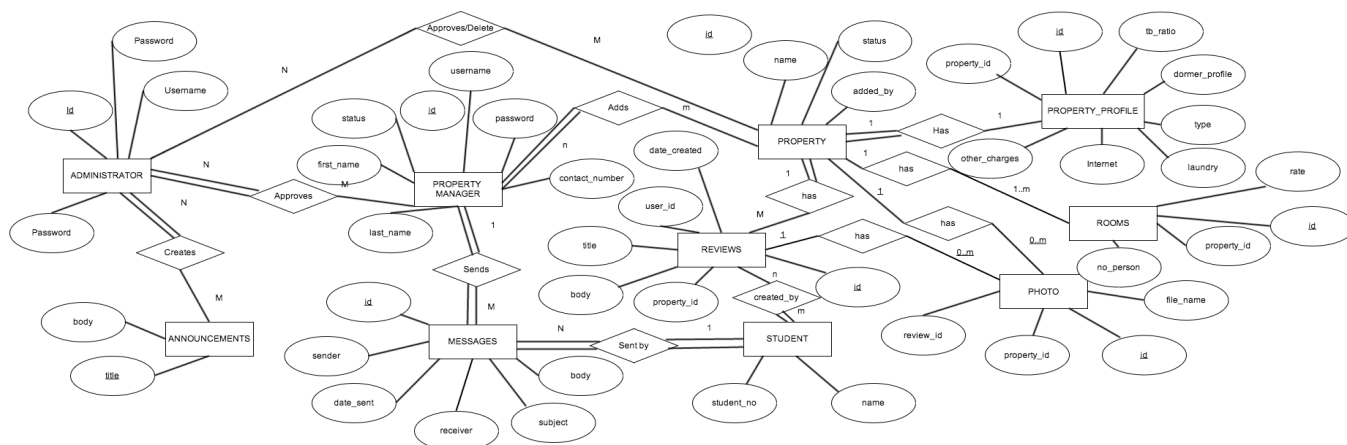 Approves/Delete
Password
id
status
id
tb_ratio
M
name
username
property_id
dormer_profile
N
id
Username
Adds
m
added_by
id
status
password
1
Has
1
PROPERTY_PROFILE
type
PROPERTY
date_created
n
1
first_name
N
other_charges
Internet
laundry
ADMINISTRATOR
M
PROPERTY
MANAGER
contact_number
1
has
rate
Approves
has
1
1..m
N
user_id
Password
last_name
1
M
has
ROOMS
id
title
REVIEWS
1
has
property_id
Creates
0..m
0..m
no_person
Sends
n
body
id
PHOTO
file_name
property_id
created_by
M
id
M
m
body
review_id
ANNOUNCEMENTS
N
1
MESSAGES
Sent by
STUDENT
sender
property_id
id
title
body
date_sent
student_no
name
subject
receiver